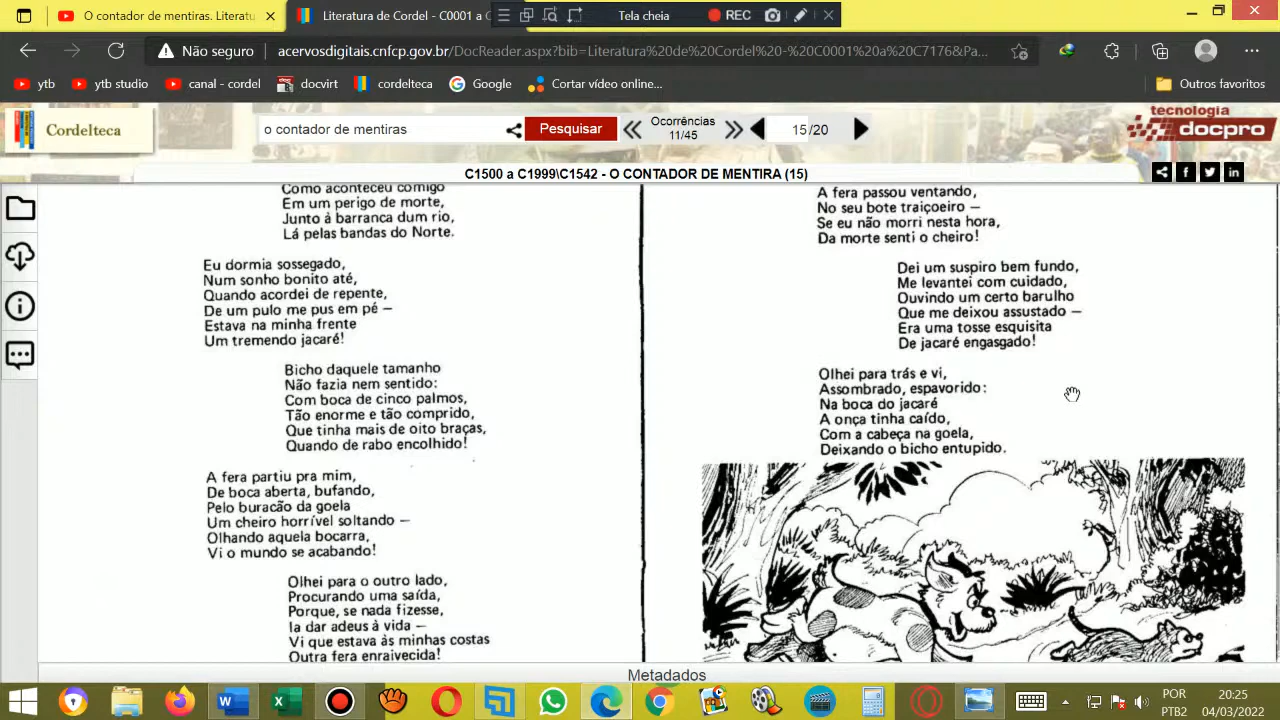 O contador de mentiras. Literatu
Literatura de Cordel - C0001 a C
Tela cheia
REC
Não seguro
acervosdigitais.cnfcp.gov.br/DocReader.aspx?bib=Literatura%20de%20Cordel%20-%20C0001%20a%20C7176&Pa...
ytb
ytb studio
canal - cordel
docvirt
cordelteca
Google
Cortar vídeo online...
Outros favoritos
Cordelteca
o contador de mentiras
Pesquisar
Ocorrências
11/45
15/20
tecnologia
docpro
C1500 a C1999\C1542 - O CONTADOR DE MENTIRA (15)
Como aconteceu comigo
Em um perigo de morte,
Junto à barranca dum rio,
Lá pelas bandas do Norte.
Eu dormia sossegado,
Num sonho bonito até,
Quando acordei de repente,
De um pulo me pus em pé —
Estava na minha frente
Um tremendo jacaré!
Bicho daquele tamanho
Não fazia nem sentido:
Com boca de cinco palmos,
Tão enorme e tão comprido,
Que tinha mais de oito braças,
Quando de rabo encolhido!
A fera partiu pra mim,
De boca aberta, bufando,
Pelo buracão da goela
Um cheiro horrível soltando —
Olhando aquela bocarra,
Vi o mundo se acabando!
Olhei para o outro lado,
Procurando uma saída,
Porque, se nada fizesse,
Ia dar adeus à vida —
Vi que estava às minhas costas
Outra fera enraivecida!
A fera passou ventando,
No seu bote traiçoeiro —
Se eu não morri nesta hora,
Da morte senti o cheiro!
Dei um suspiro bem fundo,
Me levantei com cuidado,
Ouvindo um certo barulho
Que me deixou assustado —
Era uma tosse esquisita
De jacaré engasgado!
Olhei para trás e vi,
Assombrado, espavorido:
Na boca do jacaré
A onça tinha caído,
Com a cabeça na goela,
Deixando o bicho entupido.
Metadados
POR
PTB2
20:25
04/03/2022